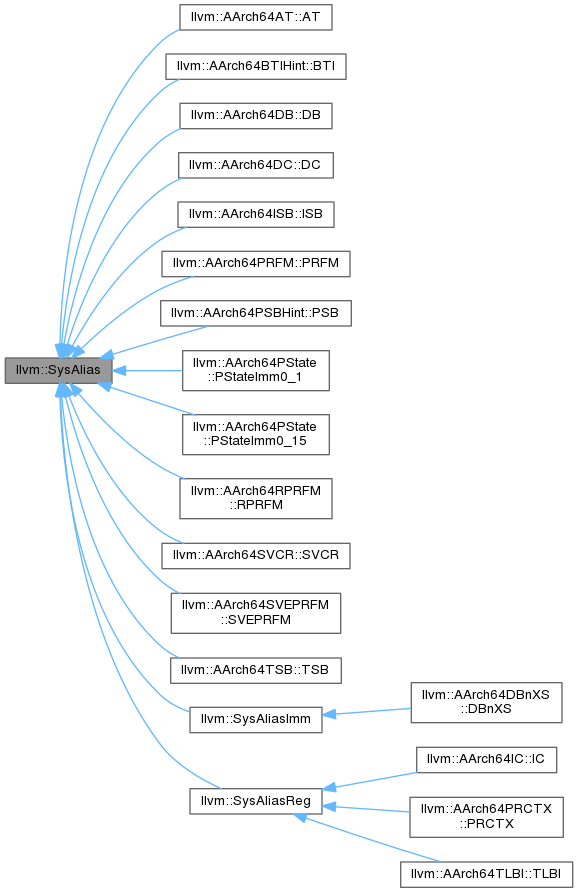 llvm::AArch64AT::AT
llvm::AArch64BTIHint::BTI
llvm::AArch64DB::DB
llvm::AArch64DC::DC
llvm::AArch64ISB::ISB
llvm::AArch64PRFM::PRFM
llvm::AArch64PSBHint::PSB
llvm::SysAlias
llvm::AArch64PState
::PStateImm0_1
llvm::AArch64PState
::PStateImm0_15
llvm::AArch64RPRFM
::RPRFM
llvm::AArch64SVCR::SVCR
llvm::AArch64SVEPRFM
::SVEPRFM
llvm::AArch64TSB::TSB
llvm::SysAliasImm
llvm::AArch64DBnXS
::DBnXS
llvm::SysAliasReg
llvm::AArch64IC::IC
llvm::AArch64PRCTX
::PRCTX
llvm::AArch64TLBI::TLBI